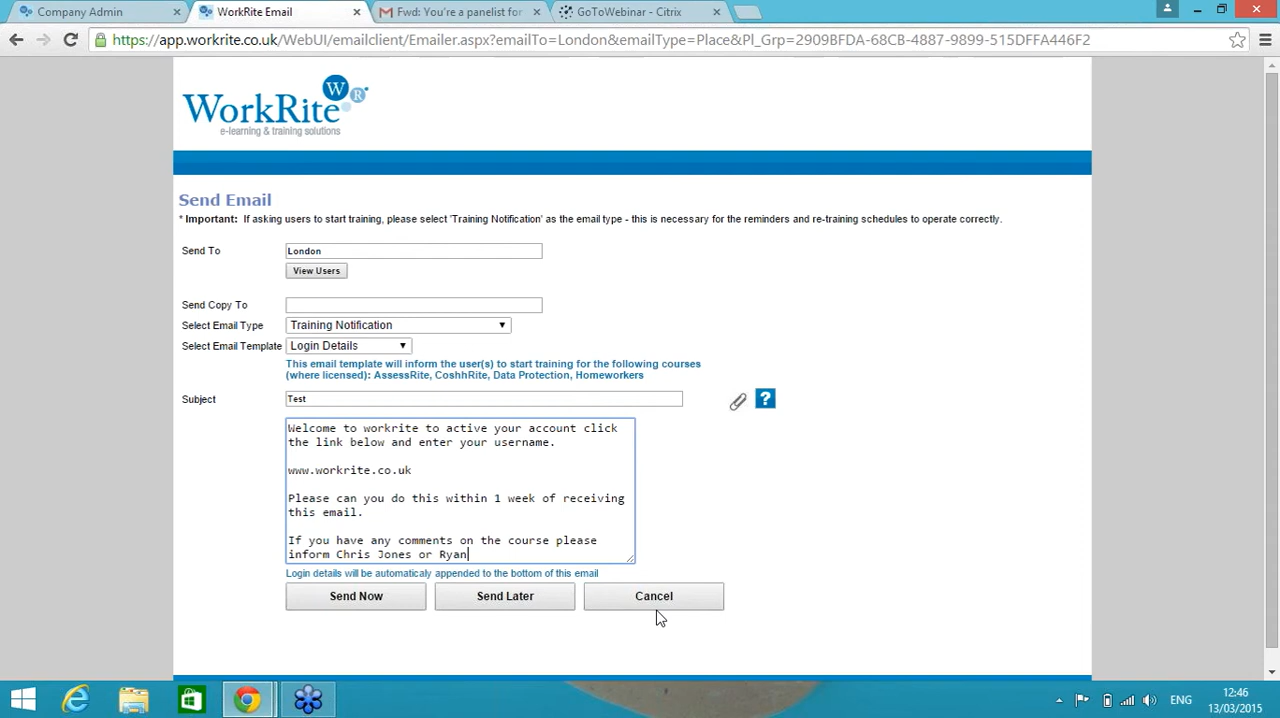 Company Admin
WorkRite Email
Fwd: You're a panelist for
GoToWebinar - Citrix
https://app.workrite.co.uk/WebUI/emailclient/Emailer.aspx?emailTo=London&emailType=Place&Pl_Grp=2909BFDA-68CB-4887-9899-515DFFA446F2
WorkRite W R
e-learning & training solutions
Send Email
* Important: If asking users to start training, please select 'Training Notification' as the email type - this is necessary for the reminders and re-training schedules to operate correctly.
Send To London
View Users
Send Copy To
Select Email Type Training Notification
Select Email Template Login Details
This email template will inform the user(s) to start training for the following courses
(where licensed): AssessRite, CoshhRite, Data Protection, Homeworkers
Subject Test
?
Welcome to workrite to active your account click
the link below and enter your username.
www.workrite.co.uk
Please can you do this within 1 week of receiving
this email.
If you have any comments on the course please
inform Chris Jones or Ryan
Login details will be automaticaly appended to the bottom of this email
Send Now Send Later Cancel
ENG
12:46
13/03/2015